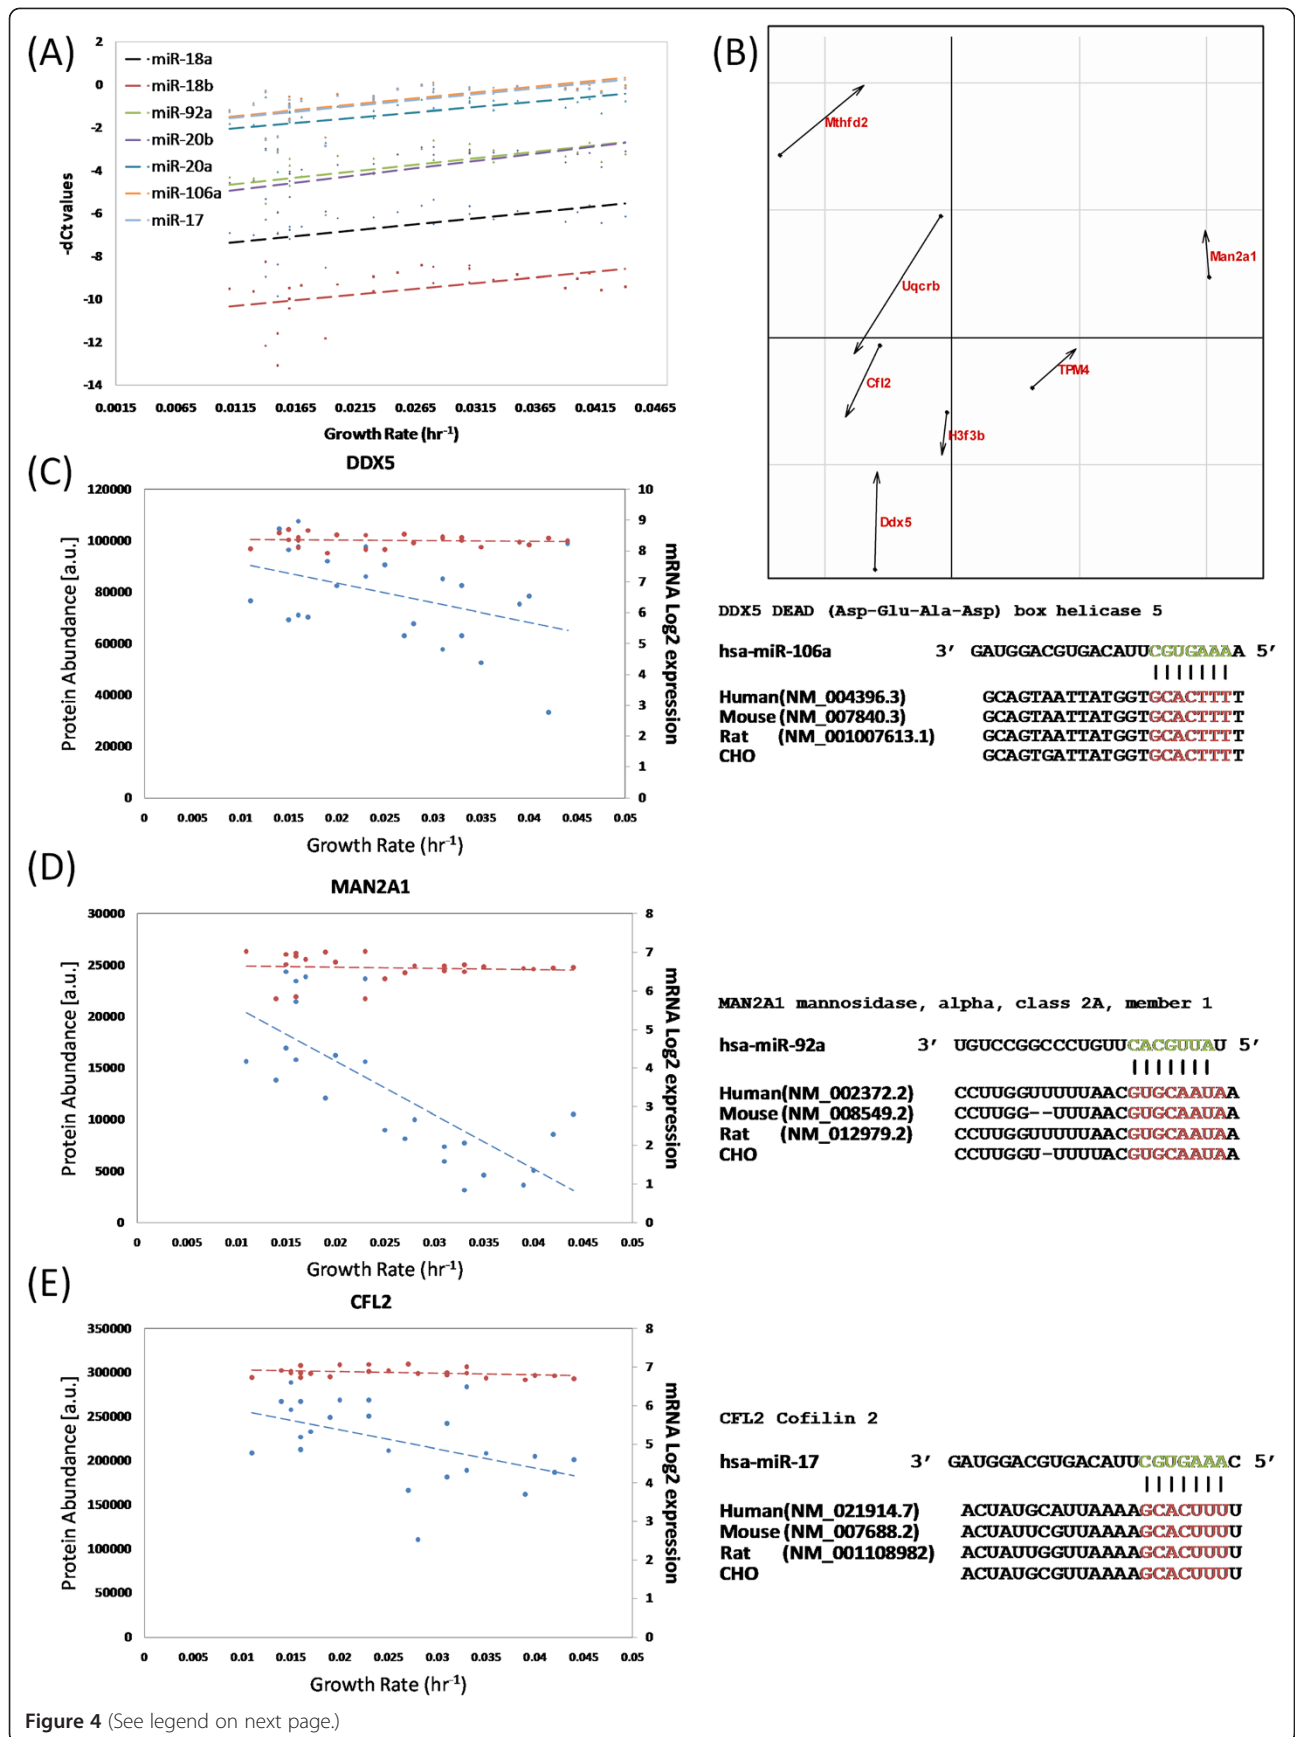 (A)
2
0
-2
-4
-6
-8
-10
-12
-14
-dCt values
miR-18a
miR-18b
miR-92a
miR-20b
miR-20a
miR-106a
miR-17
0.0015 0.0065 0.0115 0.0165 0.0215 0.0265 0.0315 0.0365 0.0415 0.0465
Growth Rate (hr-1)
(B)
Mthfd2
Man2a1
Uqcrb
Cfl2
TPM4
H3f3b
Ddx5
(C)
DDX5
120000
100000
80000
60000
40000
20000
0
Protein Abundance [a.u.]
10
9
8
7
6
5
4
3
2
1
0
mRNA Log2 expression
0 0.005 0.01 0.015 0.02 0.025 0.03 0.035 0.04 0.045 0.05
Growth Rate (hr-1)
DDX5 DEAD (Asp-Glu-Ala-Asp) box helicase 5
hsa-miR-106a 3’ GAUGGACGUGACAUUCGUGAAAA 5’
Human(NM_004396.3) GCAGTAATTATGGTGCACTTTT
Mouse (NM_007840.3) GCAGTAATTATGGTGCACTTTT
Rat (NM_001007613.1) GCAGTAATTATGGTGCACTTTT
CHO GCAGTGATTATGGTGCACTTTT
(D)
MAN2A1
30000
25000
20000
15000
10000
5000
0
Protein Abundance [a.u.]
8
7
6
5
4
3
2
1
0
mRNA Log2 expression
0 0.005 0.01 0.015 0.02 0.025 0.03 0.035 0.04 0.045 0.05
Growth Rate (hr-1)
MAN2A1 mannosidase, alpha, class 2A, member 1
hsa-miR-92a 3’ UGUCCGGCCCUGUUCACGUUAU 5’
Human(NM_002372.2) CCUUGGUUUUUAACGUGCAAUAA
Mouse (NM_008549.2) CCUUGG--UUUAACGUGCAAUAA
Rat (NM_012979.2) CCUUGGUUUUUAACGUGCAAUAA
CHO CCUUGGU-UUUUACGUGCAAUAA
(E)
CFL2
350000
300000
250000
200000
150000
100000
50000
0
Protein Abundance [a.u.]
8
7
6
5
4
3
2
1
0
mRNA Log2 expression
0 0.005 0.01 0.015 0.02 0.025 0.03 0.035 0.04 0.045 0.05
Growth Rate (hr-1)
CFL2 Cofilin 2
hsa-miR-17 3’ GAUGGACGUGACAUUCGUGAAAC 5’
Human(NM_021914.7) ACUAUGCAUUAAAAGCACUUUU
Mouse (NM_007688.2) ACUAUUCGUUAAAAGCACUUUU
Rat (NM_001108982) ACUAUUGGUUAAAAGCACUUUU
CHO ACUAUGCGUUAAAAGCACUUUU
Figure 4 (See legend on next page.)